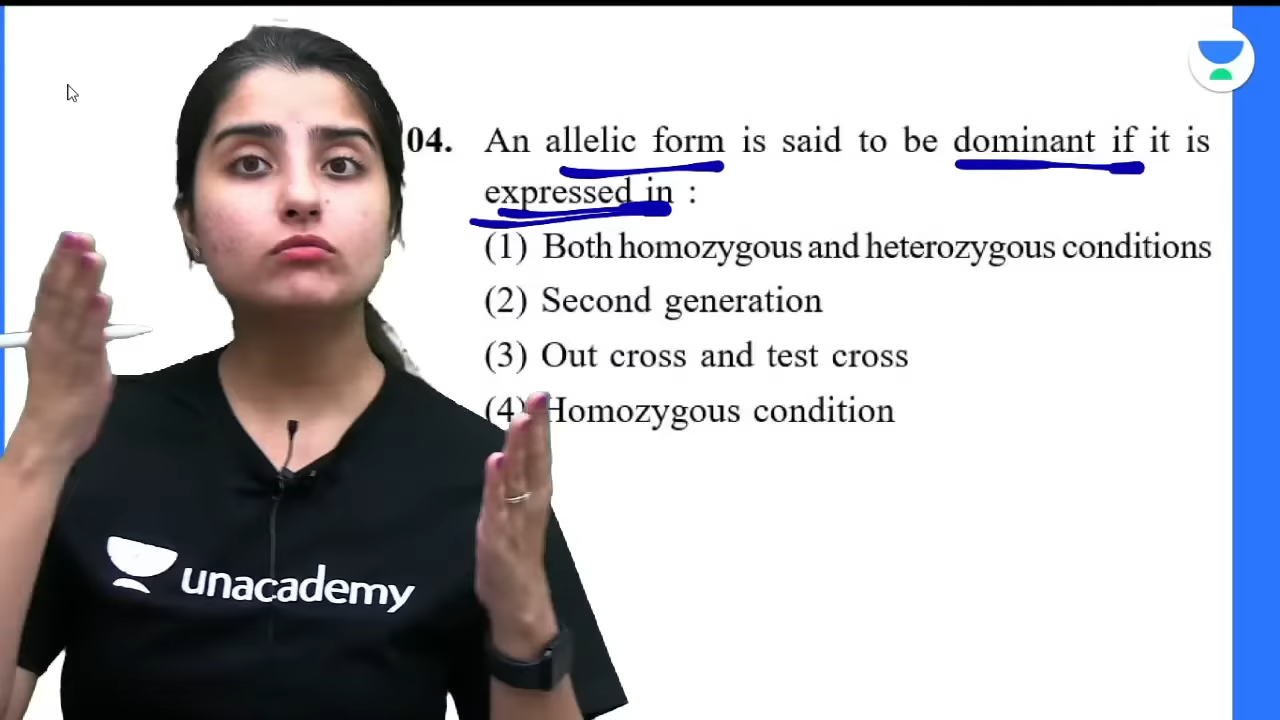 04. An allelic form is said to be dominant if it is
expressed in :
(1) Both homozygous and heterozygous conditions
(2) Second generation
(3) Out cross and test cross
(4) Homozygous condition
unacademy